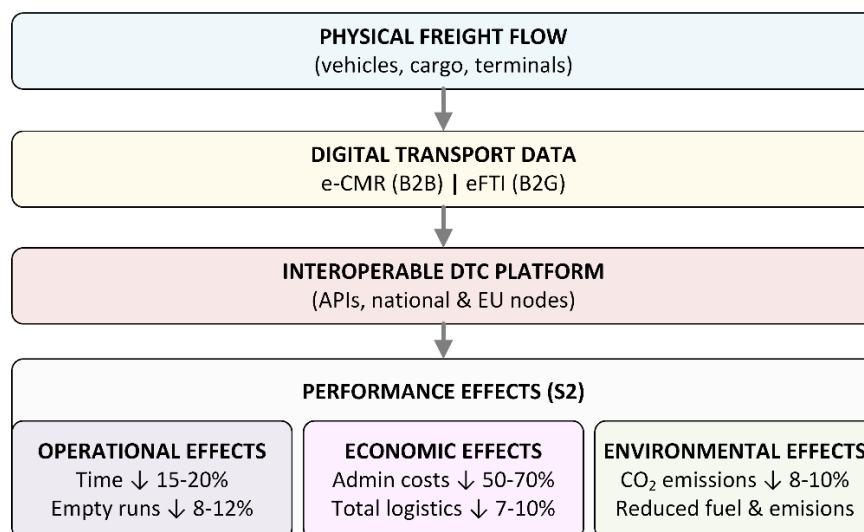 PHYSICAL FREIGHT FLOW
(vehicles, cargo, terminals)
DIGITAL TRANSPORT DATA
e-CMR (B2B) | eFTI (B2G)
INTEROPERABLE DTC PLATFORM
(APIs, national & EU nodes)
PERFORMANCE EFFECTS (S2)
OPERATIONAL EFFECTS
Time ↓ 15-20%
Empty runs ↓ 8-12%
ECONOMIC EFFECTS
Admin costs ↓ 50-70%
Total logistics ↓ 7-10%
ENVIRONMENTAL EFFECTS
CO₂ emissions ↓ 8-10%
Reduced fuel & emisions